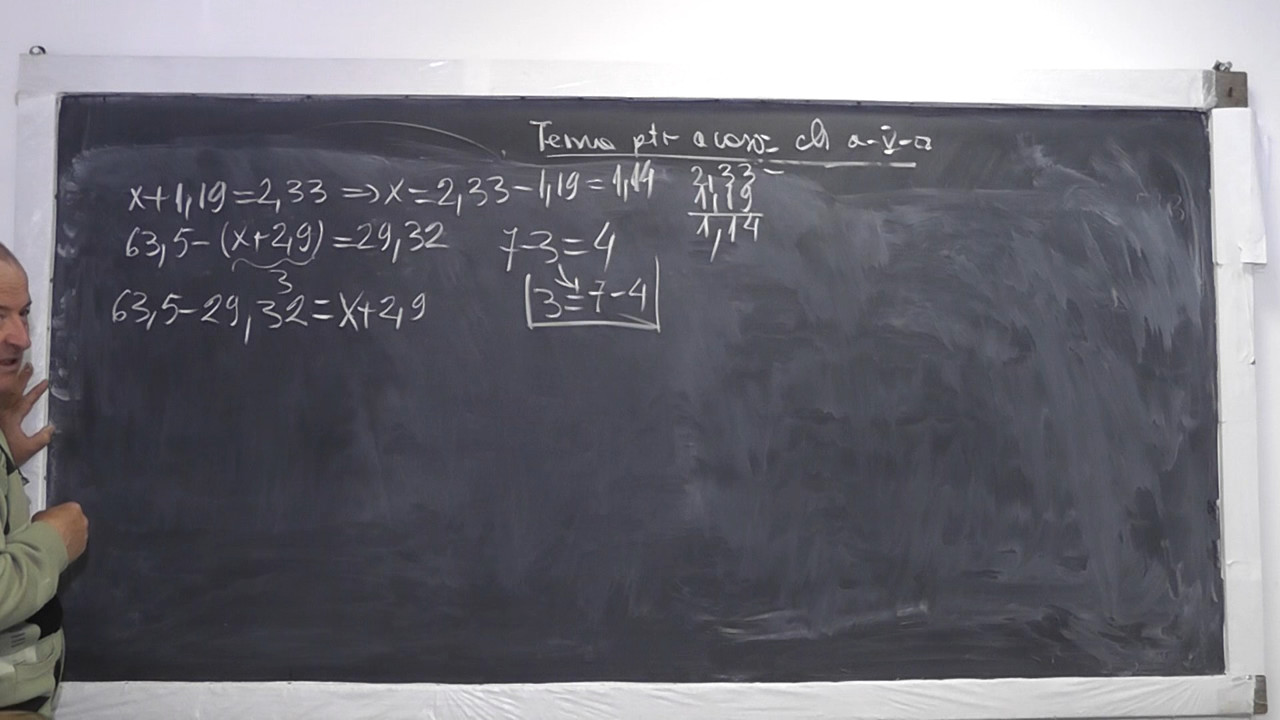 Tema ptr acasă cls a-V-a
x+1,19=2,33 ⇒ x=2,33-1,19=1,14
2,33-
1,19
1,14
63,5-(x+2,9)=29,32
3
7-3=4
3=7-4
63,5-29,32=x+2,9